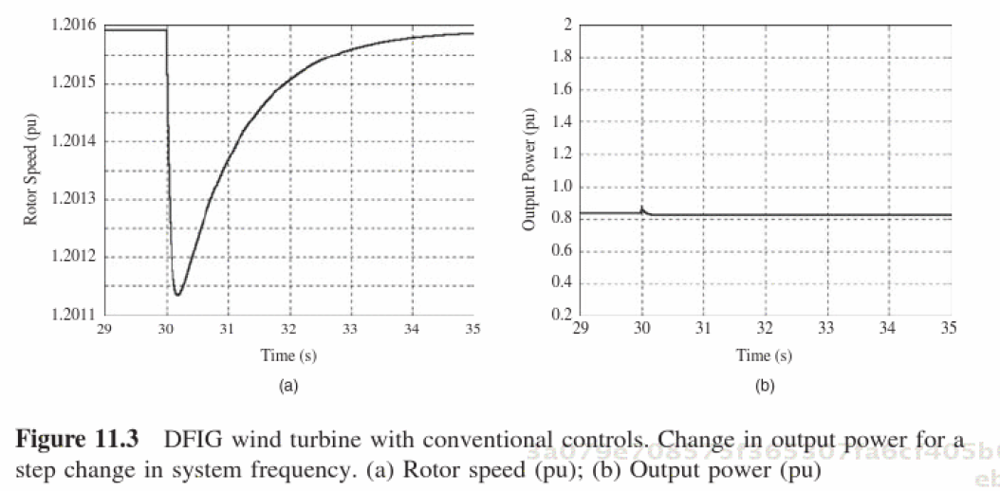 1.2016
1.2015
1.2014
1.2013
1.2012
1.2011
Rotor Speed (pu)
29 30 31 32 33 34 35
Time (s)
(a)
2
1.8
1.6
1.4
1.2
1.0
0.8
0.6
0.4
0.2
Output Power (pu)
29 30 31 32 33 34 35
Time (s)
(b)
Figure 11.3 DFIG wind turbine with conventional controls. Change in output power for a
step change in system frequency. (a) Rotor speed (pu); (b) Output power (pu)